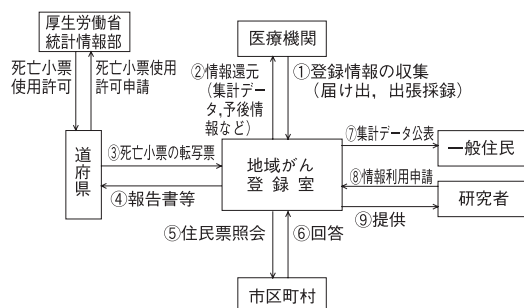 厚生労働省
統計情報部
死亡小票
使用許可
死亡小票使用
許可申請
医療機関
②情報還元
(集計デー
タ,予後情
報など)
①登録情報の収集
(届け出,出張採録)
道府県
③死亡小票の転写票
④報告書等
地域がん
登録室
⑦集計データ公表
一般住民
⑧情報利用申請
⑨提供
研究者
⑤住民票照会
⑥回答
市区町村